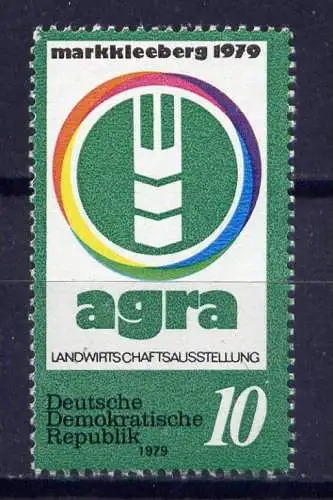 markkleeberg 1979
agra
LANDWIRTSCHAFTSAUSSTELLUNG
Deutsche
Demokratische
Republik 10
1979